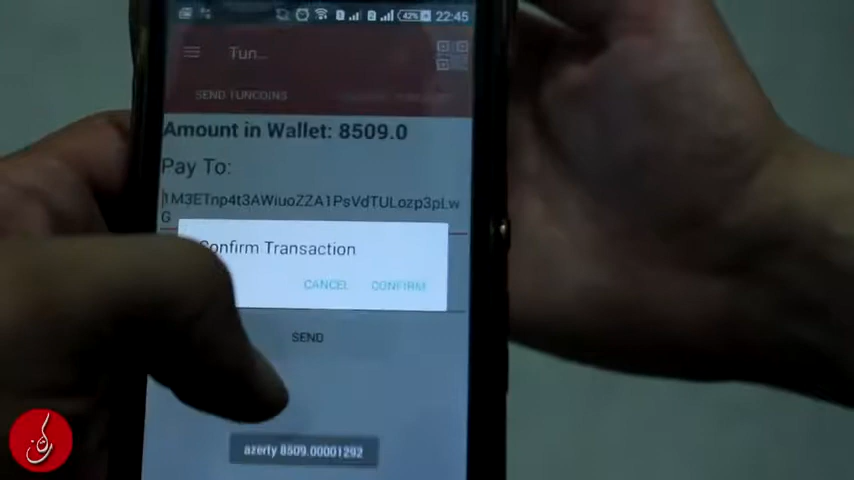 42% 22:45
Tun...
SEND TUNCOINS
Amount in Wallet: 8509.0
Pay To:
1M3ETnp4t3AWiuoZZA1PsVdTULozp3pLw
G
Confirm Transaction
CANCEL CONFIRM
SEND
azerty 8509.00001292